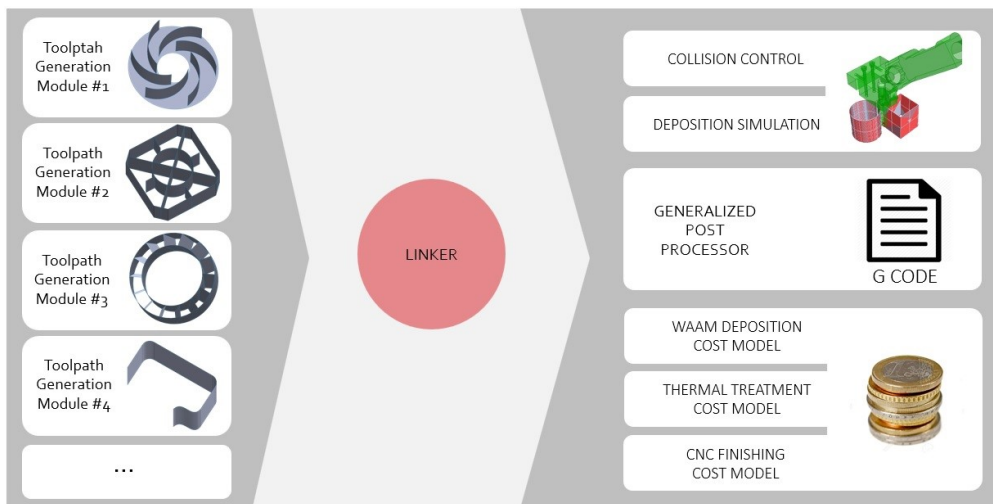 Toolptah
Generation
Module #1
Toolpath
Generation
Module #2
Toolpath
Generation
Module #3
Toolpath
Generation
Module #4
...
LINKER
COLLISION CONTROL
DEPOSITION SIMULATION
GENERALIZED
POST
PROCESSOR
G CODE
WAAM DEPOSITION
COST MODEL
THERMAL TREATMENT
COST MODEL
CNC FINISHING
COST MODEL